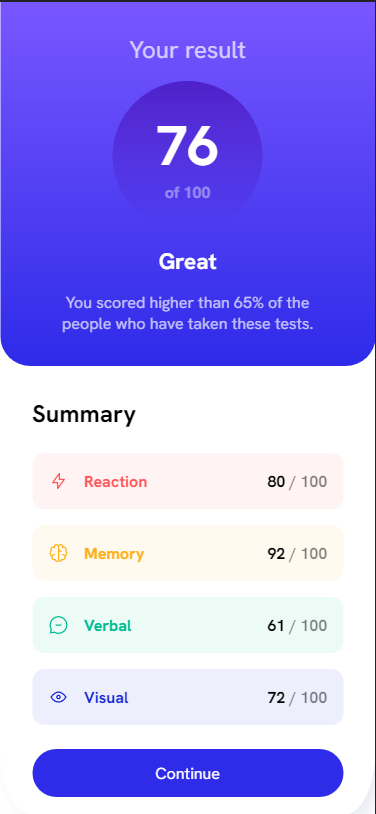 Your result
76
of 100
Great
You scored higher than 65% of the
people who have taken these tests.
Summary
Reaction 80 / 100
Memory 92 / 100
Verbal 61 / 100
Visual 72 / 100
Continue